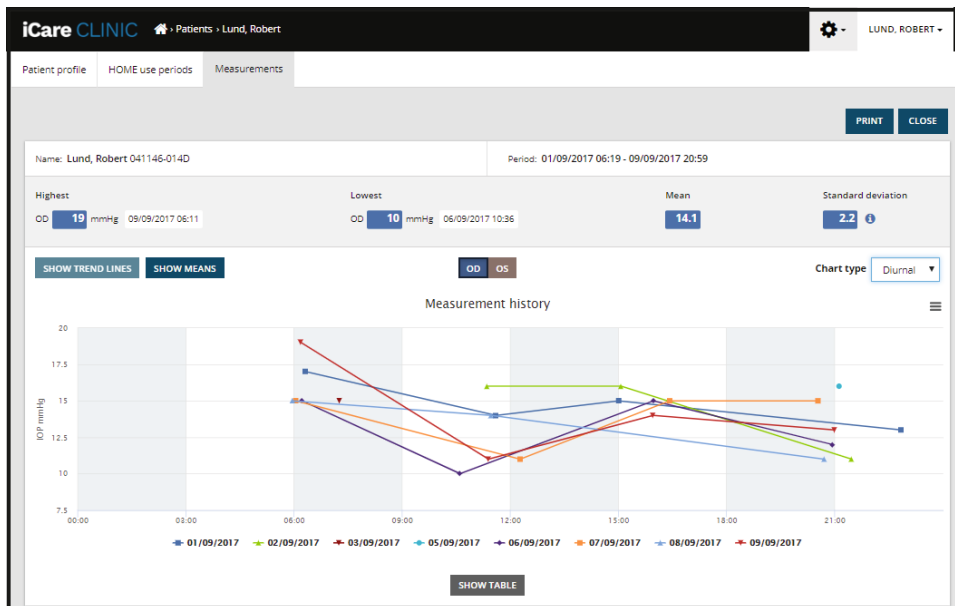 iCare CLINIC › Patients › Lund, Robert LUND, ROBERT
Patient profile HOME use periods Measurements
PRINT CLOSE
Name: Lund, Robert 041146-014D Period: 01/09/2017 06:19 - 09/09/2017 20:59
Highest Lowest Mean Standard deviation
OD 19 mmHg 09/09/2017 06:11 OD 10 mmHg 06/09/2017 10:36 14.1 2.2 i
SHOW TREND LINES SHOW MEANS OD OS Chart type Diurnal
Measurement history
20
17.5
15
12.5
10
7.5
IOP mmHg
00:00 03:00 06:00 09:00 12:00 15:00 18:00 21:00
01/09/2017 02/09/2017 03/09/2017 05/09/2017 06/09/2017 07/09/2017 08/09/2017 09/09/2017
SHOW TABLE